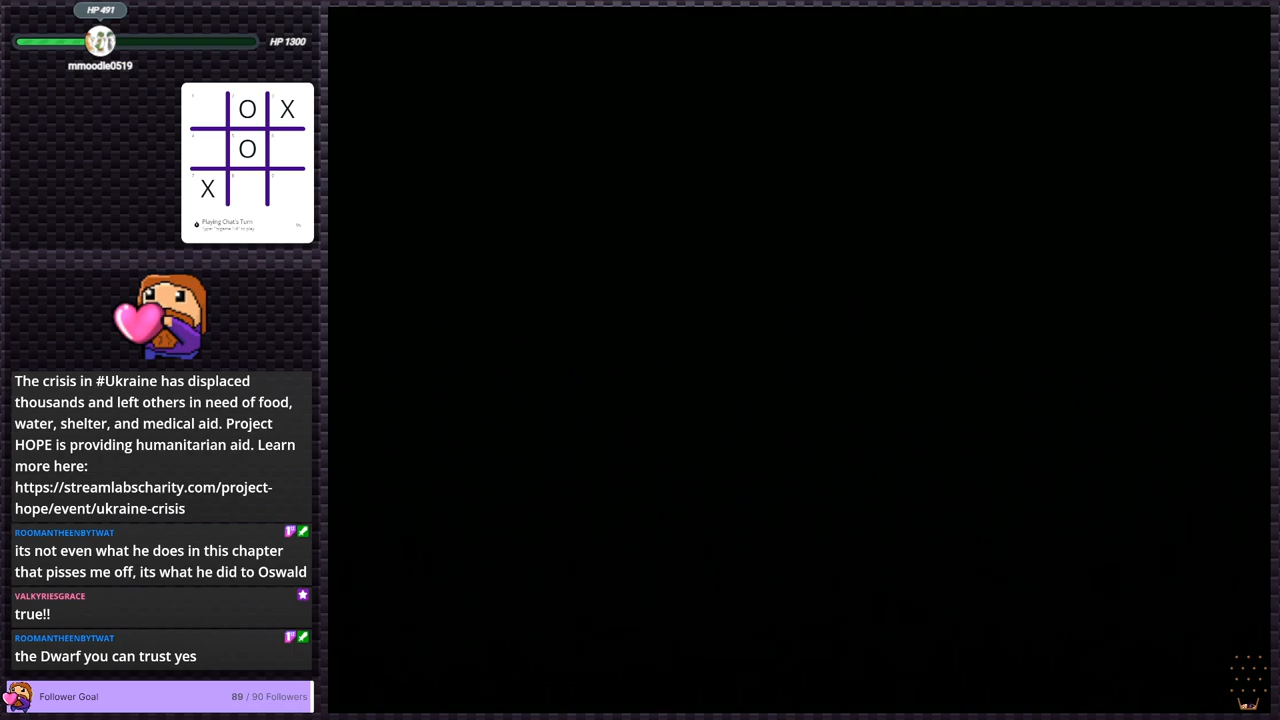 HP 491
HP 1300
mmoodle0519
O X
O
X
Playing Chat's Turn
The crisis in #Ukraine has displaced
thousands and left others in need of food,
water, shelter, and medical aid. Project
HOPE is providing humanitarian aid. Learn
more here:
https://streamlabscharity.com/project-
hope/event/ukraine-crisis
ROOMANTHEENBYTWAT
its not even what he does in this chapter
that pisses me off, its what he did to Oswald
VALKYRIESGRACE
true!!
ROOMANTHEENBYTWAT
the Dwarf you can trust yes
Follower Goal
89 / 90 Followers